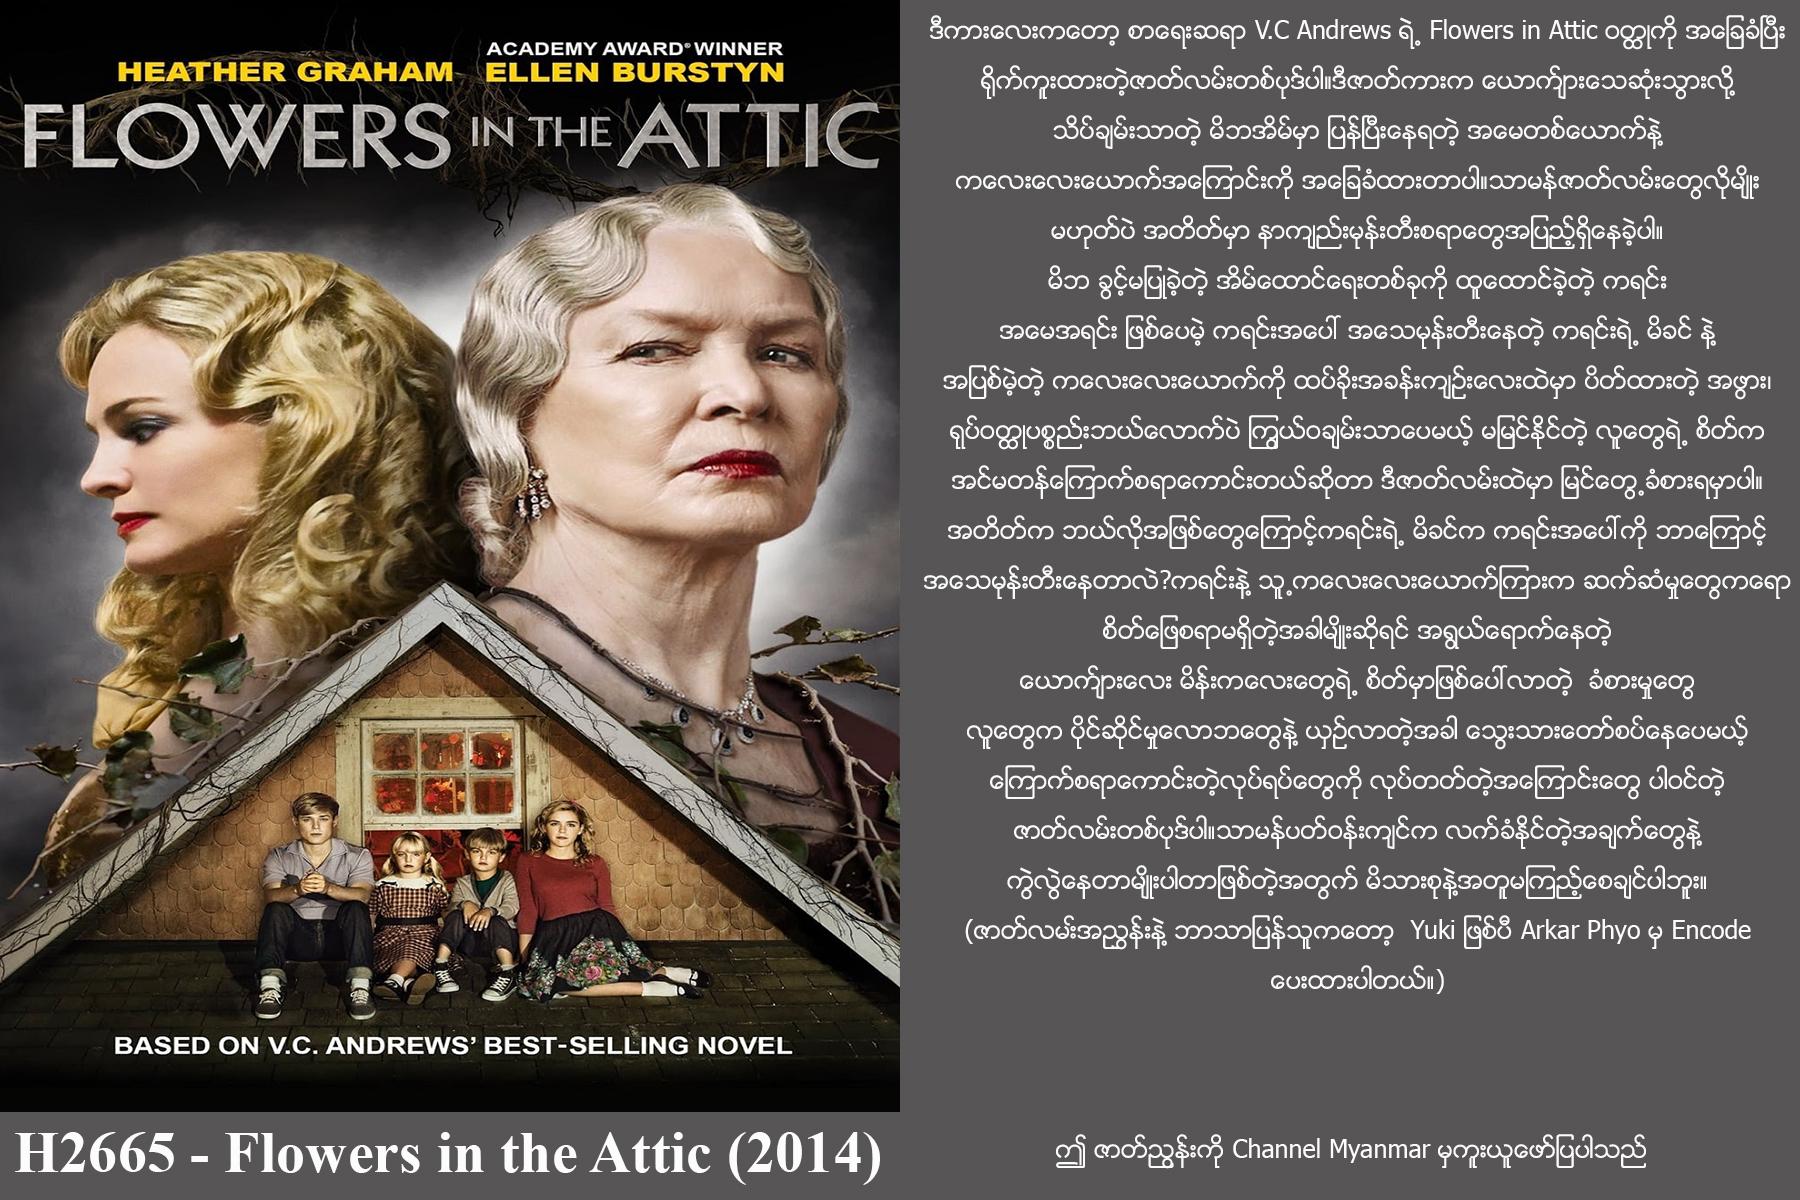 ACADEMY AWARD® WINNER
HEATHER GRAHAM ELLEN BURSTYN
FLOWERS IN THE ATTIC
BASED ON V.C. ANDREWS' BEST-SELLING NOVEL
H2665 - Flowers in the Attic (2014)
ဒီကားလေးကတော့ စာရေးဆရာ V.C Andrews ရဲ့ Flowers in Attic ဝတ္ထုကို အခြေခံပြီး
ရိုက်ကူးထားတဲ့ဇာတ်လမ်းတစ်ပုဒ်ပါ။ဒီဇာတ်ကားက ယောက်ျားသေဆုံးသွားလို့
သိပ်ချမ်းသာတဲ့ မိဘအိမ်မှာ ပြန်ပြီးနေရတဲ့ အမေတစ်ယောက်နဲ့
ကလေးလေးယောက်အကြောင်းကို အခြေခံထားတာပါ။သာမန်ဇာတ်လမ်းတွေလိုမျိုး
မဟုတ်ပဲ အတိတ်မှာ နာကျည်းမုန်းတီးစရာတွေအပြည့်ရှိနေခဲ့ပါ။
မိဘ ခွင့်မပြုခဲ့တဲ့ အိမ်ထောင်ရေးတစ်ခုကို ထူထောင်ခဲ့တဲ့ ကရင်း
အမေအရင်း ဖြစ်ပေမဲ့ ကရင်းအပေါ် အသေမုန်းတီးနေတဲ့ ကရင်းရဲ့ မိခင် နဲ့
အပြစ်မဲ့တဲ့ ကလေးလေးယောက်ကို ထပ်ခိုးအခန်းကျဉ်းလေးထဲမှာ ပိတ်ထားတဲ့ အဖွား၊
ရုပ်ဝတ္ထုပစ္စည်းဘယ်လောက်ပဲ ကြွယ်ဝချမ်းသာပေမယ့် မမြင်နိုင်တဲ့ လူတွေရဲ့ စိတ်က
အင်မတန်ကြောက်စရာကောင်းတယ်ဆိုတာ ဒီဇာတ်လမ်းထဲမှာ မြင်တွေ့ခံစားရမှာပါ။
အတိတ်က ဘယ်လိုအဖြစ်တွေကြောင့်ကရင်းရဲ့ မိခင်က ကရင်းအပေါ်ကို ဘာကြောင့်
အသေမုန်းတီးနေတာလဲ?ကရင်းနဲ့ သူ့ကလေးလေးယောက်ကြားက ဆက်ဆံမှုတွေကရော
စိတ်ဖြေစရာမရှိတဲ့အခါမျိုးဆိုရင် အရွယ်ရောက်နေတဲ့
ယောက်ျားလေး မိန်းကလေးတွေရဲ့ စိတ်မှာဖြစ်ပေါ်လာတဲ့ ခံစားမှုတွေ
လူတွေက ပိုင်ဆိုင်မှုလောဘတွေနဲ့ ယှဉ်လာတဲ့အခါ သွေးသားတော်စပ်နေပေမယ့်
ကြောက်စရာကောင်းတဲ့လုပ်ရပ်တွေကို လုပ်တတ်တဲ့အကြောင်းတွေ ပါဝင်တဲ့
ဇာတ်လမ်းတစ်ပုဒ်ပါ။သာမန်ပတ်ဝန်းကျင်က လက်ခံနိုင်တဲ့အချက်တွေနဲ့
ကွဲလွဲနေတာမျိုးပါတာဖြစ်တဲ့အတွက် မိသားစုနဲ့အတူမကြည့်စေချင်ပါဘူး။
(ဇာတ်လမ်းအညွှန်းနဲ့ ဘာသာပြန်သူကတော့ Yuki ဖြစ်ပီ Arkar Phyo မှ Encode
ပေးထားပါတယ်။)
ဤ ဇာတ်ညွှန်းကို Channel Myanmar မှကူးယူဖော်ပြပါသည်